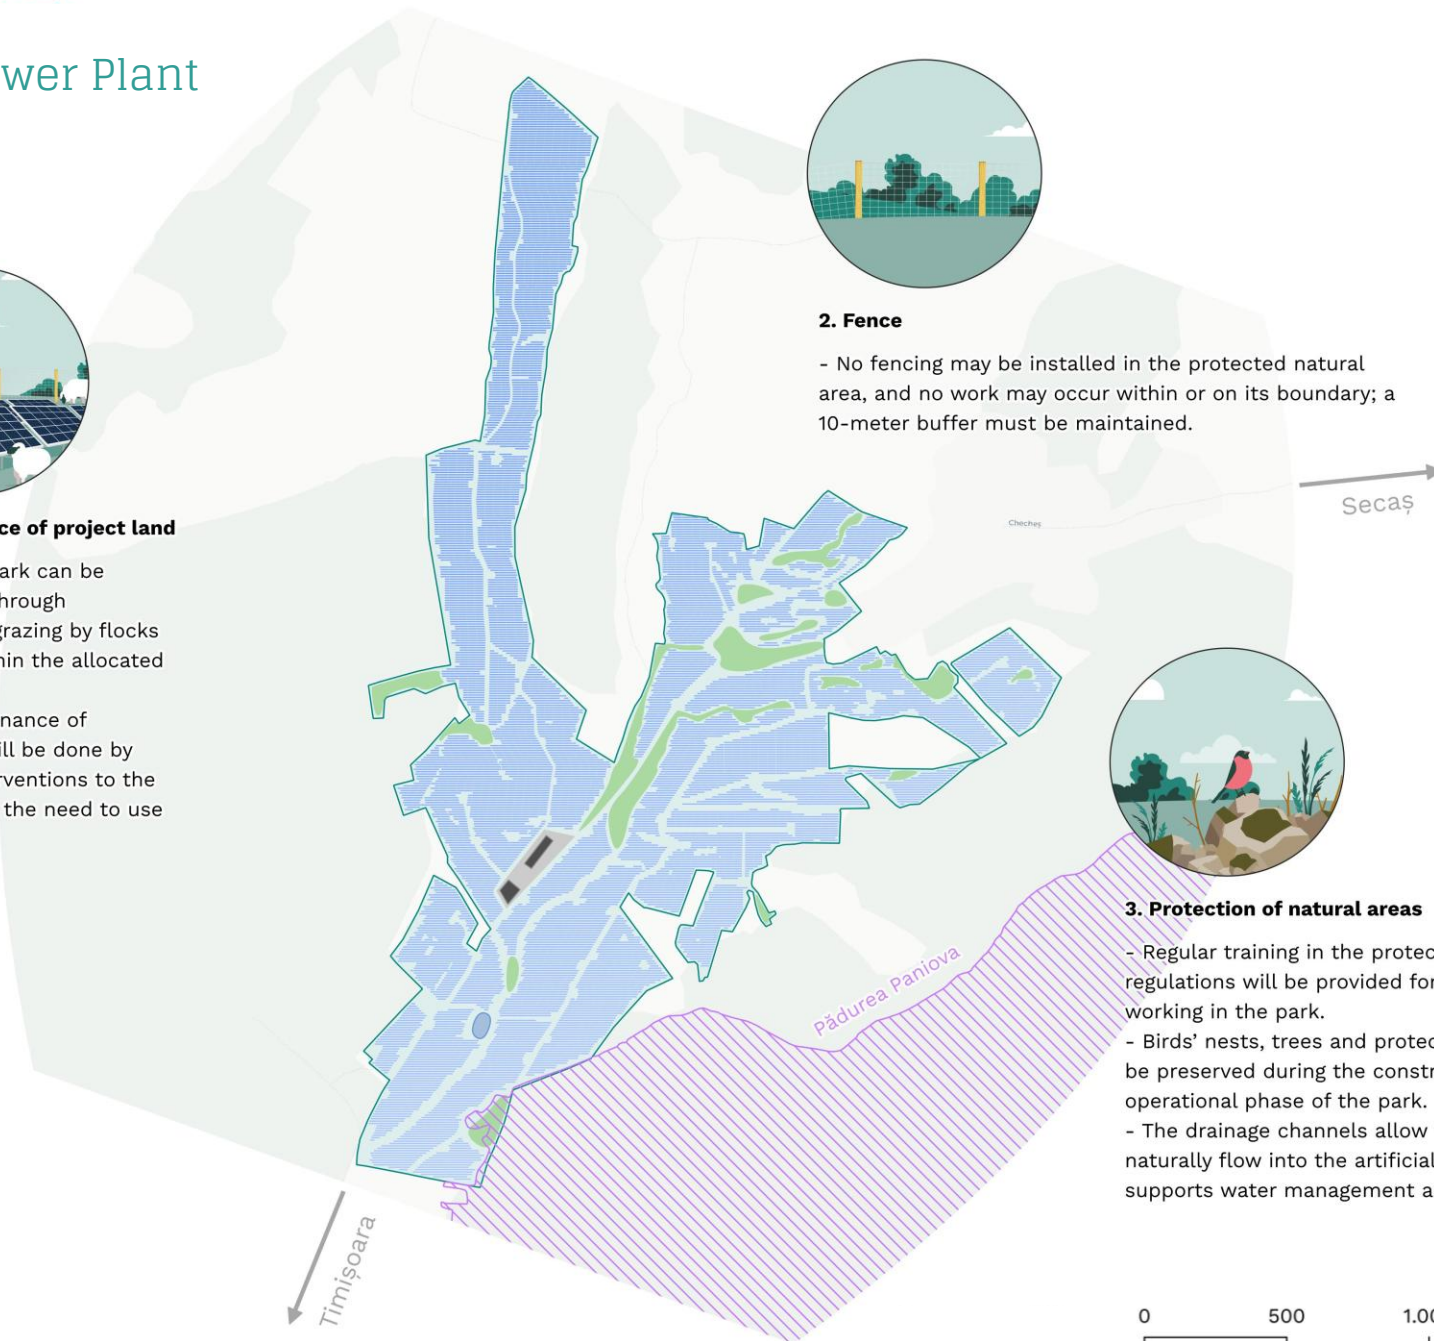 wer Plant
2. Fence
- No fencing may be installed in the protected natural
area, and no work may occur within or on its boundary; a
10-meter buffer must be maintained.
Secaș
Checheș
ce of project land
ark can be
hrough
grazing by flocks
hin the allocated
nance of
ill be done by
rventions to the
the need to use
3. Protection of natural areas
- Regular training in the protec
regulations will be provided for
working in the park.
- Birds' nests, trees and protec
be preserved during the constr
operational phase of the park.
- The drainage channels allow
naturally flow into the artificial
supports water management a
Pădurea Paniova
Timișoara
0 500 1.00